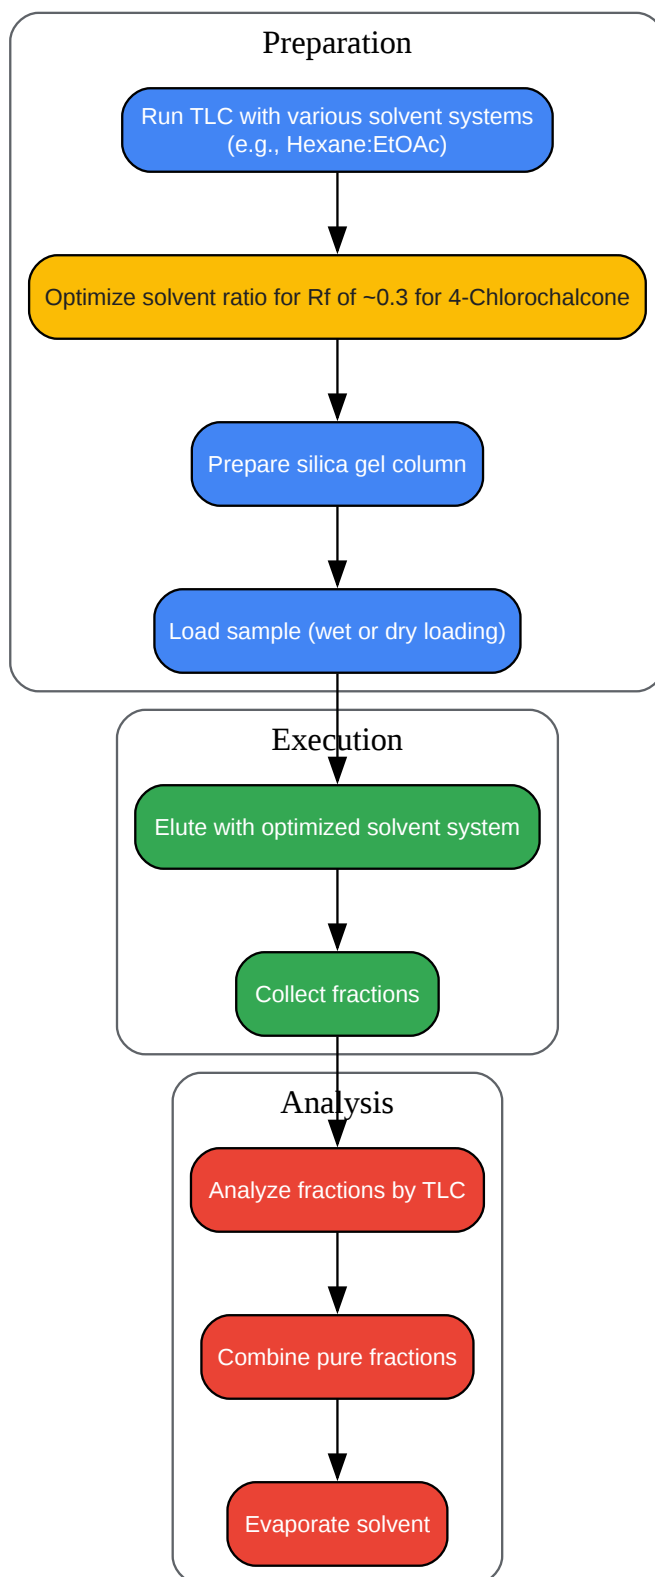 Preparation
Run TLC with various solvent systems
(e.g., Hexane:EtOAc)
Optimize solvent ratio for Rf of ~0.3 for 4-Chlorochalcone
Prepare silica gel column
Load sample (wet or dry loading)
Execution
Elute with optimized solvent system
Collect fractions
Analysis
Analyze fractions by TLC
Combine pure fractions
Evaporate solvent